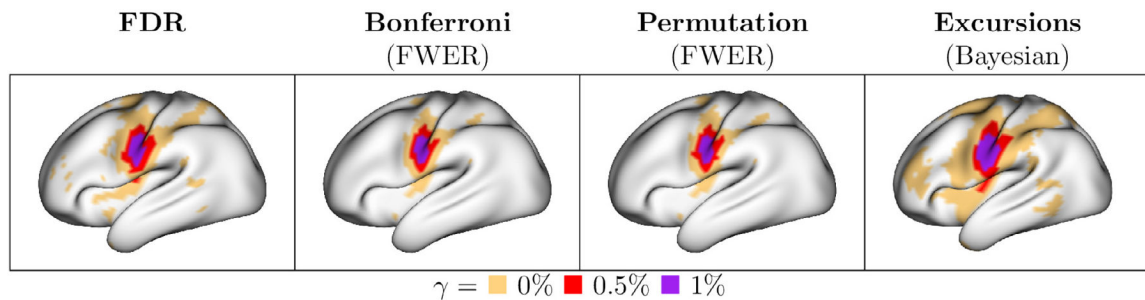 FDR
Bonferroni
(FWER)
Permutation
(FWER)
Excursions
(Bayesian)
γ = 0% 0.5% 1%